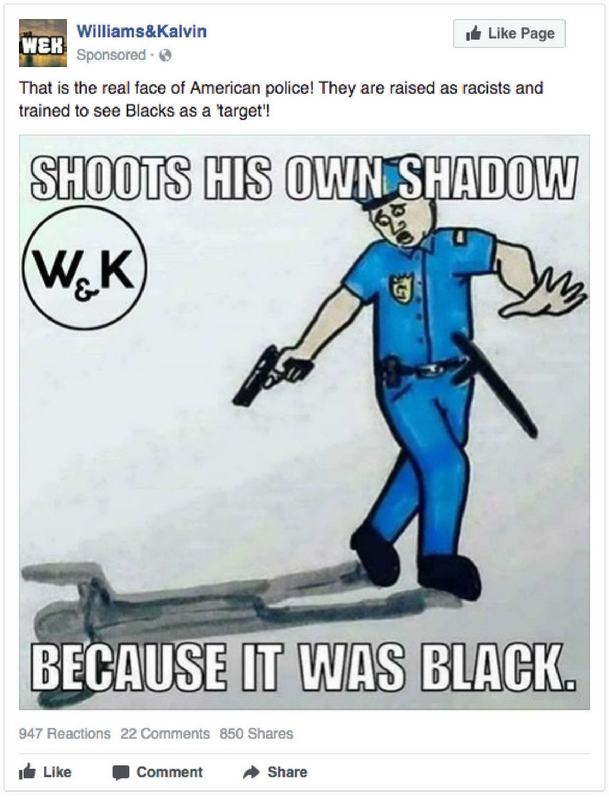 W&K
Williams&Kalvin
Like Page
Sponsored ·
That is the real face of American police! They are raised as racists and
trained to see Blacks as a 'target'!
SHOOTS HIS OWN SHADOW
W&K
BECAUSE IT WAS BLACK.
947 Reactions 22 Comments 850 Shares
Like Comment Share